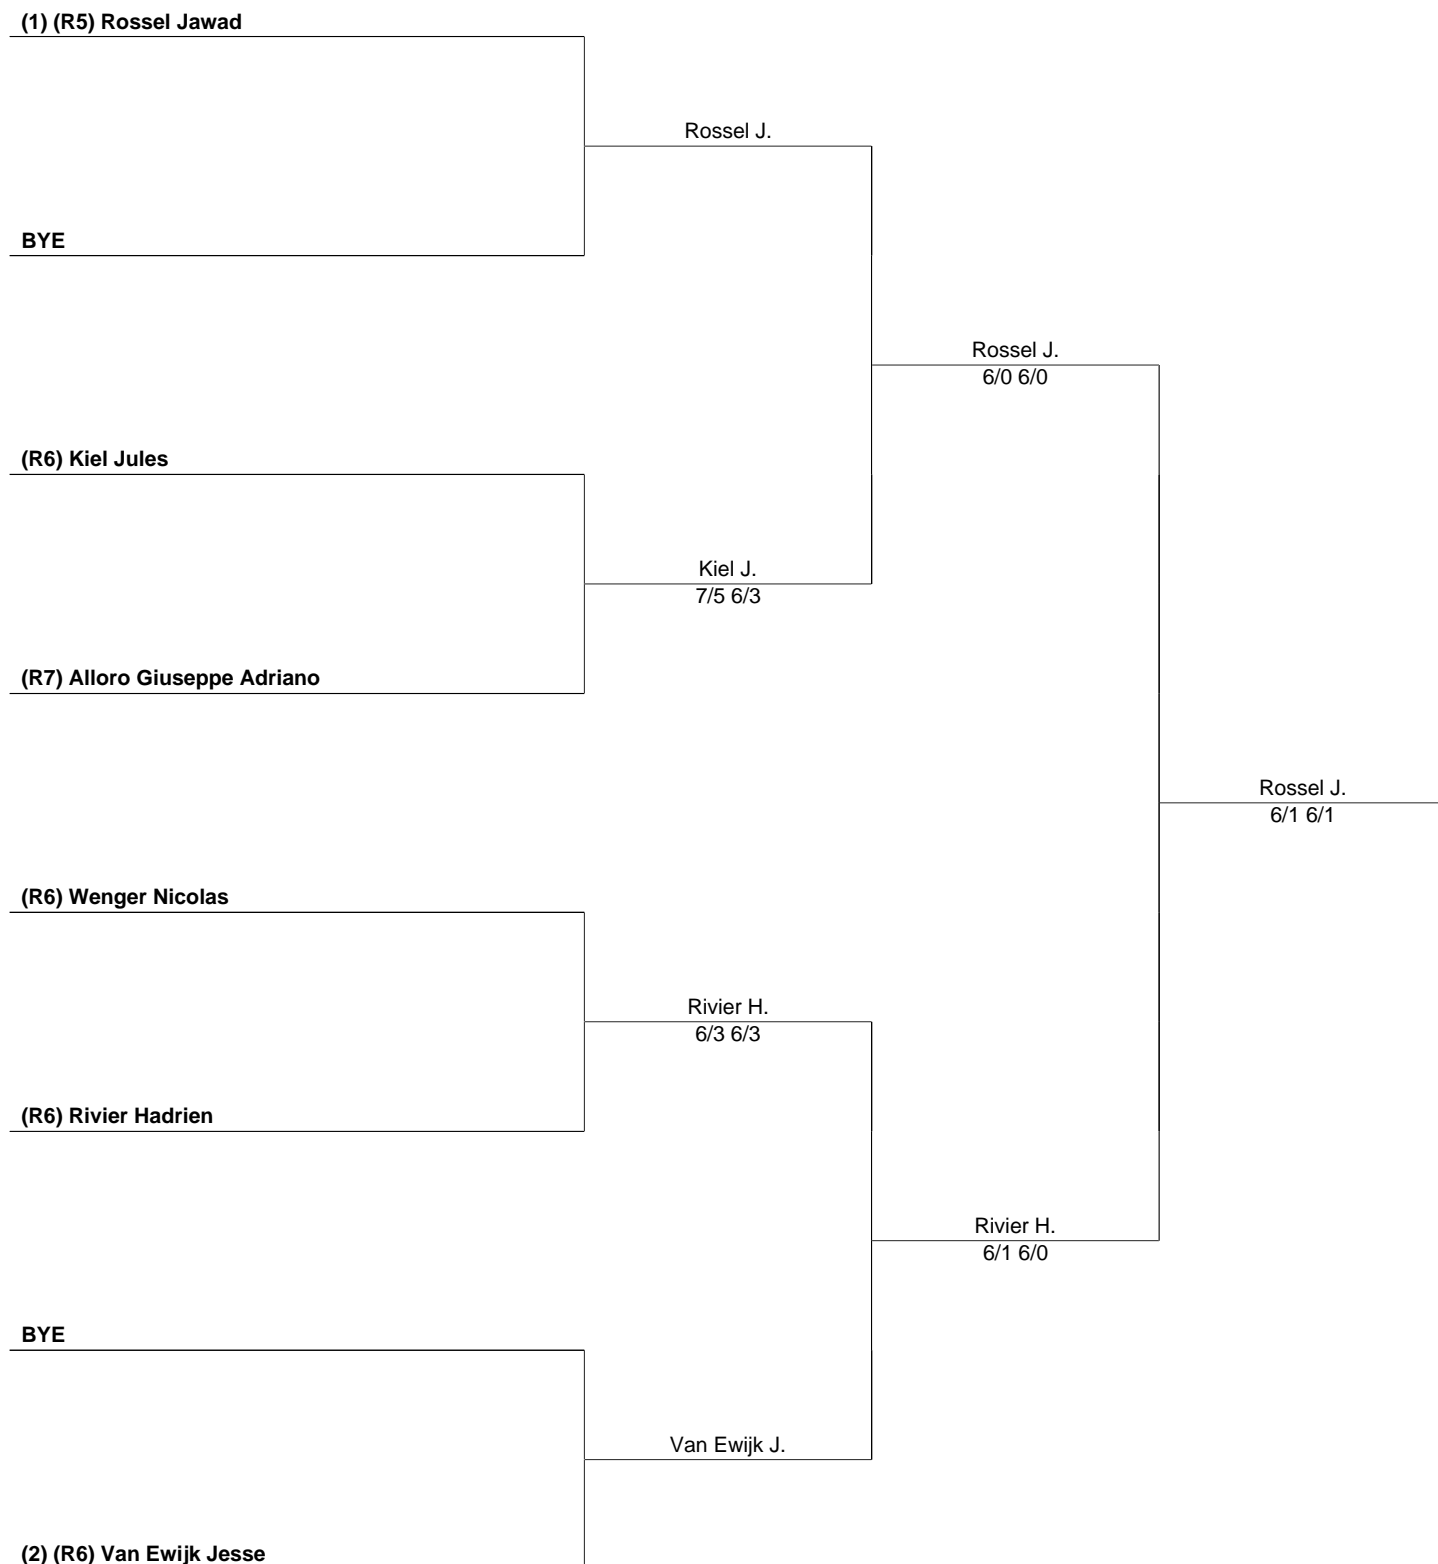 (1) (R5) Rossel Jawad
Rossel J.
BYE
Rossel J.
6/0 6/0
(R6) Kiel Jules
Kiel J.
7/5 6/3
(R7) Alloro Giuseppe Adriano
Rossel J.
6/1 6/1
(R6) Wenger Nicolas
Rivier H.
6/3 6/3
(R6) Rivier Hadrien
Rivier H.
6/1 6/0
BYE
Van Ewijk J.
(2) (R6) Van Ewijk Jesse